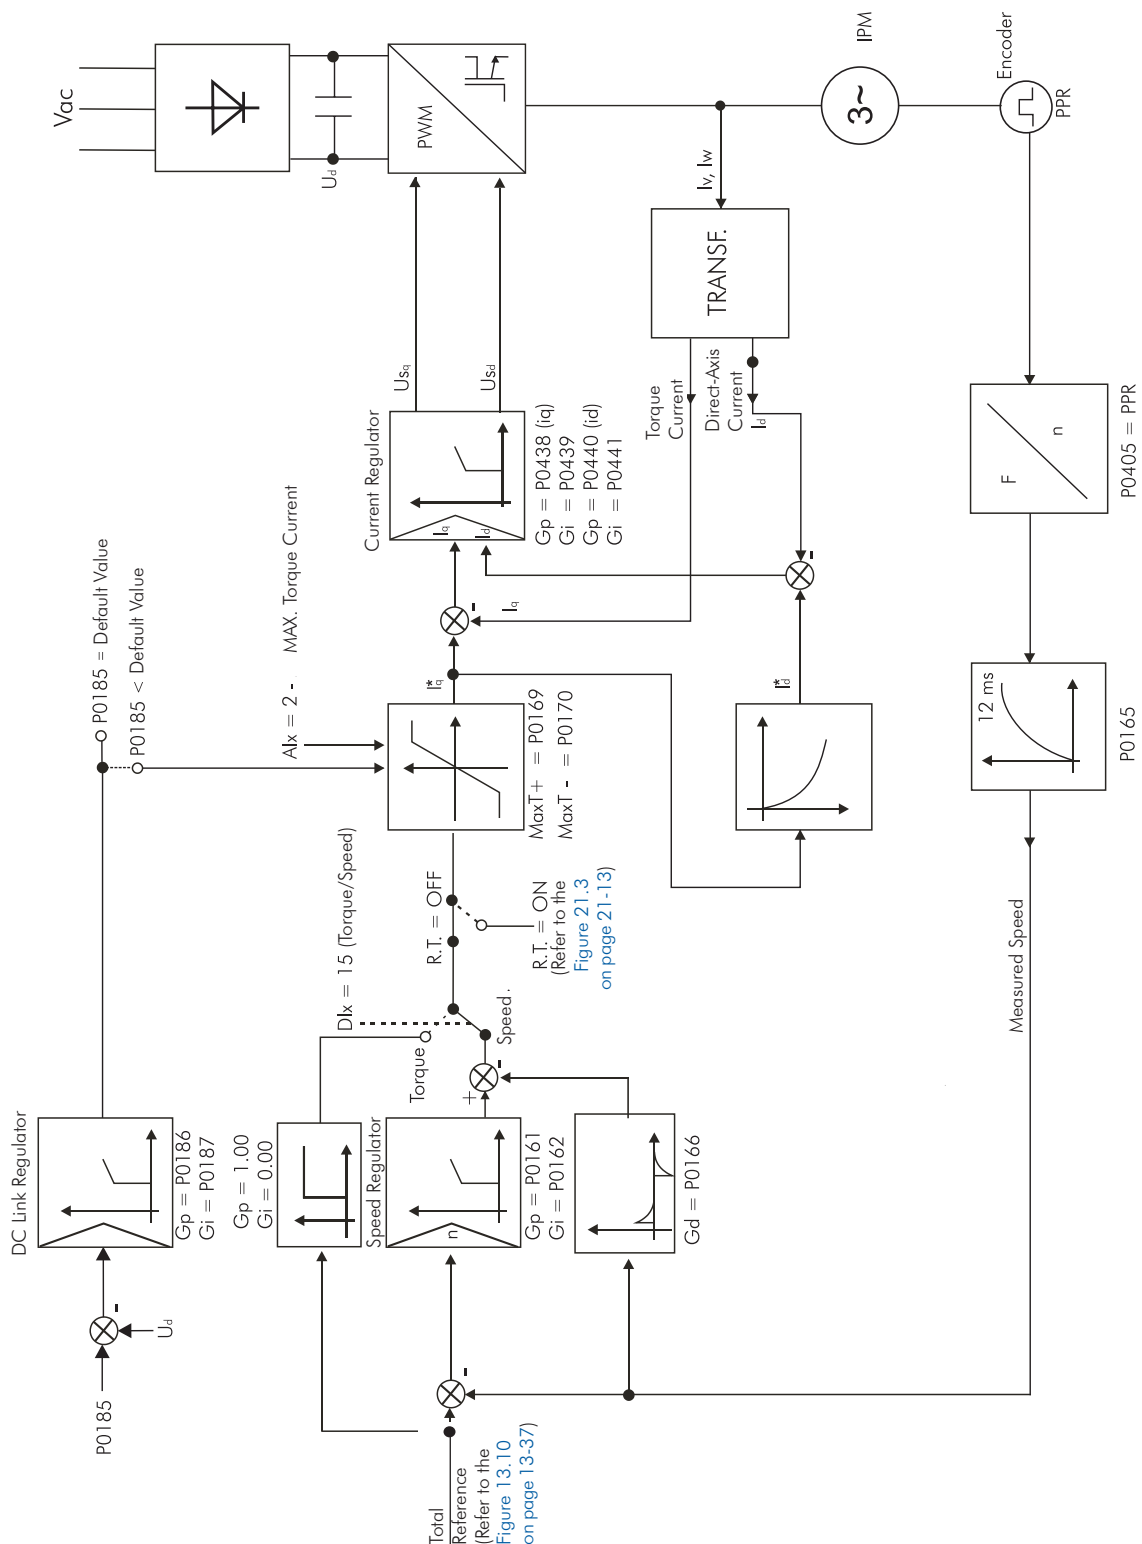 DC Link Regulator
P0185
Ud
Gp = P0186
Gi = P0187
P0185 = Default Value
P0185 < Default Value
Vac
Ud
PWM
IPM
3~
Encoder
PPR
Iv, Iw
TRANSF.
Torque
Current
Direct-Axis
Current
Id
Usq
Usd
Current Regulator
Iq
Id
Gp = P0438 (iq)
Gi = P0439
Gp = P0440 (id)
Gi = P0441
AIx = 2 - MAX. Torque Current
I*q
Iq
I*d
MaxT+ = P0169
MaxT - = P0170
DIx = 15 (Torque/Speed)
R.T. = OFF
R.T. = ON
(Refer to the
Figure 21.3
on page 21-13)
Torque
Speed.
+
-
Gp = 1.00
Gi = 0.00
Speed Regulator
n
Gp = P0161
Gi = P0162
Gd = P0166
Total
Reference
(Refer to the
Figure 13.10
on page 13-37)
Measured Speed
12 ms
P0165
F
n
P0405 = PPR